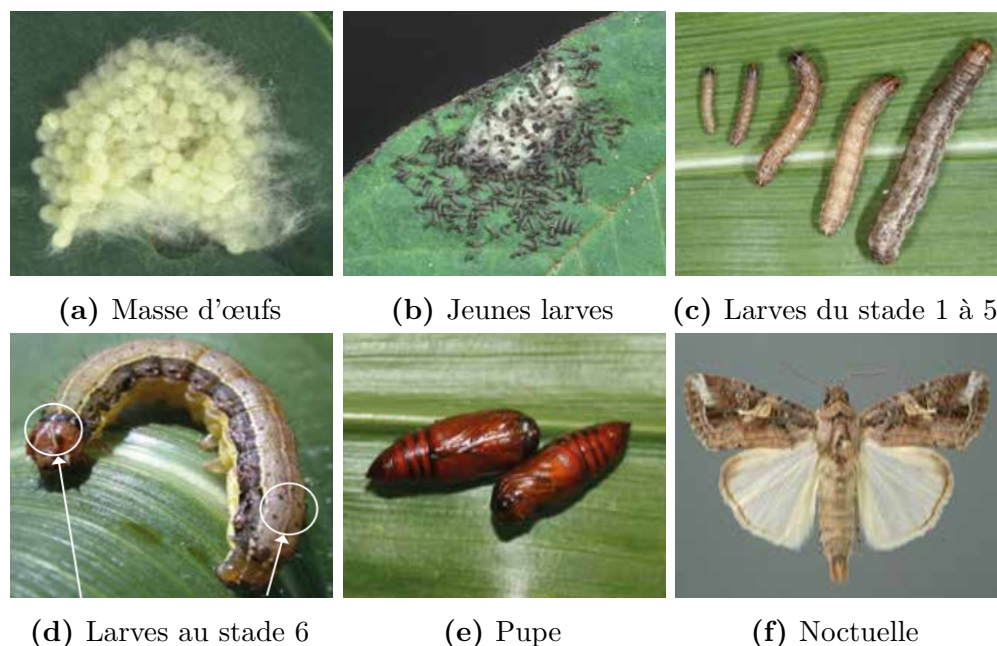 (a) Masse d'œufs
(b) Jeunes larves
(c) Larves du stade 1 à 5
(d) Larves au stade 6
(e) Pupe
(f) Noctuelle